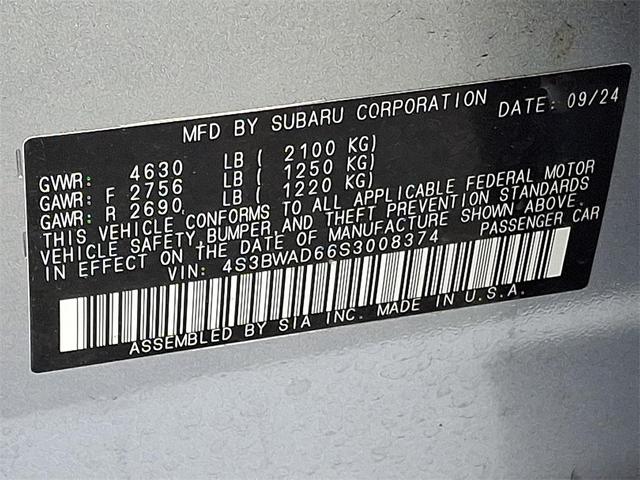 MFD BY SUBARU CORPORATION DATE: 09/24
GVWR: 4630 LB ( 2100 KG)
GAWR: F 2756 LB ( 1250 KG)
GAWR: R 2690 LB ( 1220 KG)
THIS VEHICLE CONFORMS TO ALL APPLICABLE FEDERAL MOTOR
VEHICLE SAFETY, BUMPER, AND THEFT PREVENTION STANDARDS
IN EFFECT ON THE DATE OF MANUFACTURE SHOWN ABOVE.
VIN: 4S3BWAD66S3008374 PASSENGER CAR
ASSEMBLED BY SIA INC. MADE IN U.S.A.